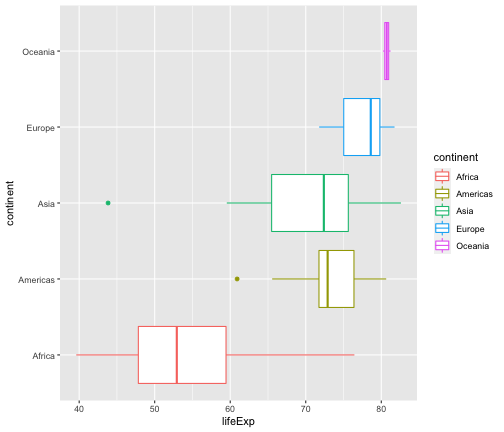 Oceania
Europe
Asia
Americas
Africa
continent
40 50 60 70 80
lifeExp
continent
Africa
Americas
Asia
Europe
Oceania